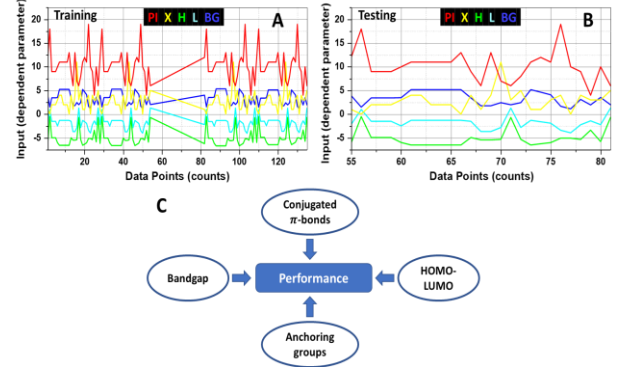 Training
PI X H L BG
A
Input (dependent parameter)
20
15
10
5
0
-5
20 40 60 80 100 120
Data Points (counts)
Testing
PI X H L BG
B
Input (dependent parameter)
20
15
10
5
0
-5
55 60 65 70 75 80
Data Points (counts)
C
Conjugated
π-bonds
Bandgap
Performance
HOMO-
LUMO
Anchoring
groups